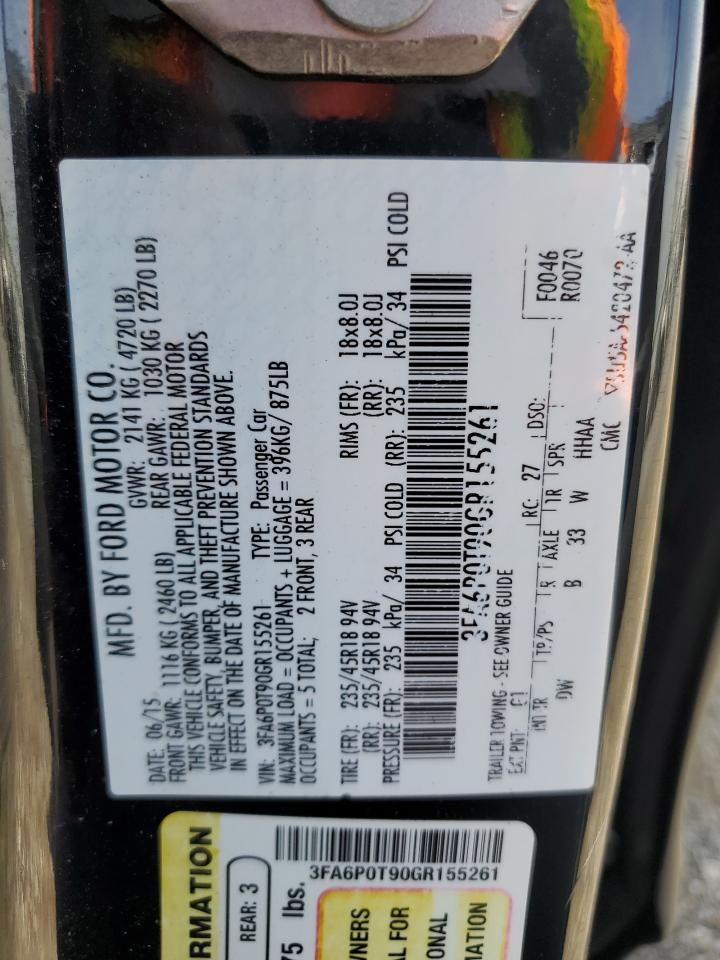 MFD. BY FORD MOTOR CO.
DATE: 06/15 GVWR: 2141 KG ( 4720 LB)
FRONT GAWR: 1116 KG ( 2460 LB) REAR GAWR: 1030 KG ( 2270 LB)
THIS VEHICLE CONFORMS TO ALL APPLICABLE FEDERAL MOTOR
VEHICLE SAFETY, BUMPER, AND THEFT PREVENTION STANDARDS
IN EFFECT ON THE DATE OF MANUFACTURE SHOWN ABOVE.
VIN: 3FA6P0T90GR155261 TYPE: Passenger Car
MAXIMUM LOAD = OCCUPANTS + LUGGAGE = 396KG/ 875LB
OCCUPANTS = 5 TOTAL; 2 FRONT, 3 REAR
TIRE (FR): 235/45R18 94V RIMS (FR): 18x8.0J
(RR): 235/45R18 94V (RR): 18x8.0J
PRESSURE (FR): 235 kPa/ 34 PSI COLD (RR): 235 kPa/ 34 PSI COLD
3FA6P0T90GR155261
TRAILER TOWING - SEE OWNER GUIDE
EXT PNT: RC: 27 DSO: F0046
R0070
INT TR TP/PS R AXLE TR SPR
DW B 33 W HHAA
CMC
RMATION
REAR: 3
75 lbs.
3FA6P0T90GR155261
WNERS
AL FOR
ONAL